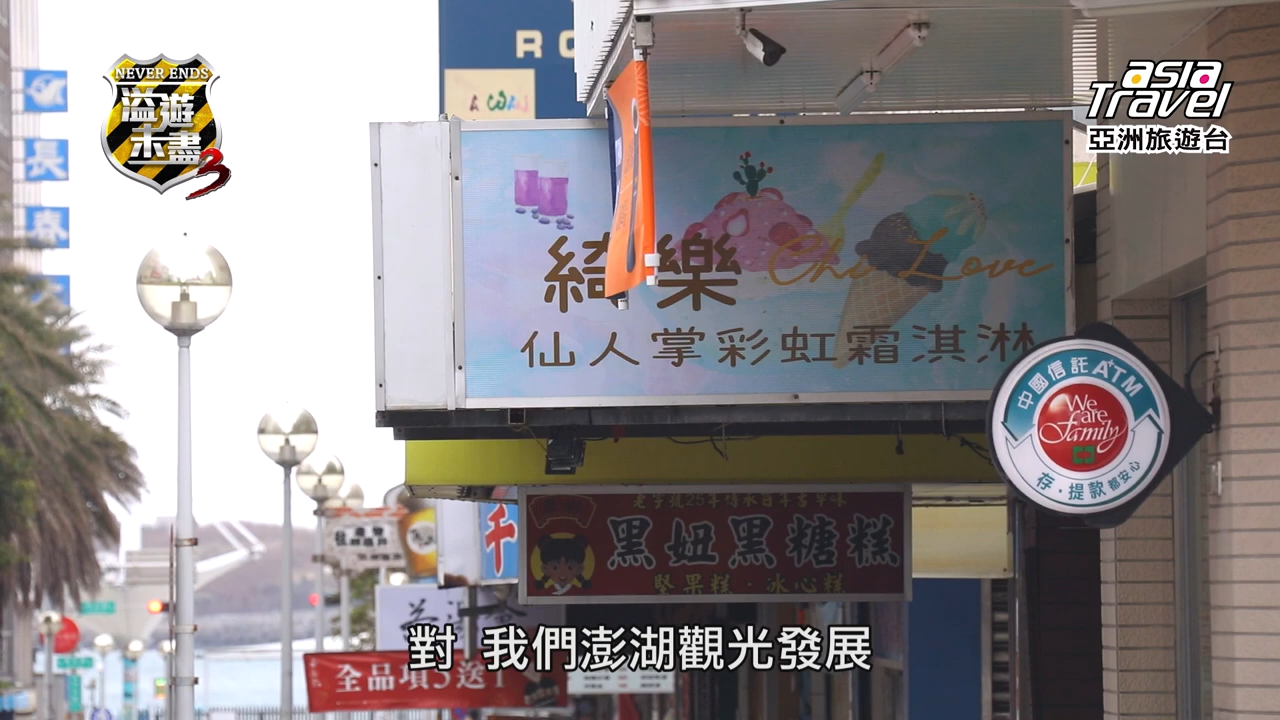 NEVER ENDS
溢遊未盡3
asia Travel
亞洲旅遊台
長春
綺樂 Chi Love
仙人掌彩虹霜淇淋
中國信託ATM
We are Family
存·提款 都安心
黑妞黑糖糕
堅果糕·冰心糕
全品項5送1
對 我們澎湖觀光發展